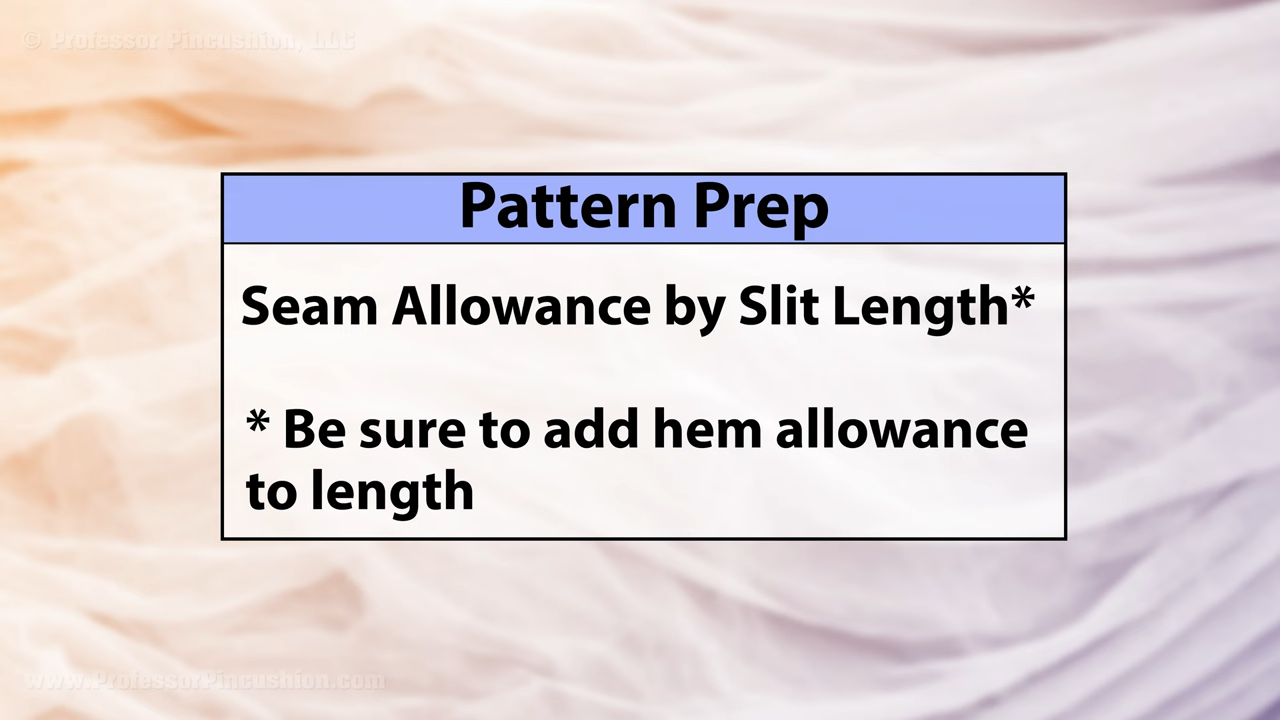 © Professor Pincushion, LLC
Pattern Prep
Seam Allowance by Slit Length*
* Be sure to add hem allowance
to length
www.ProfessorPincushion.com